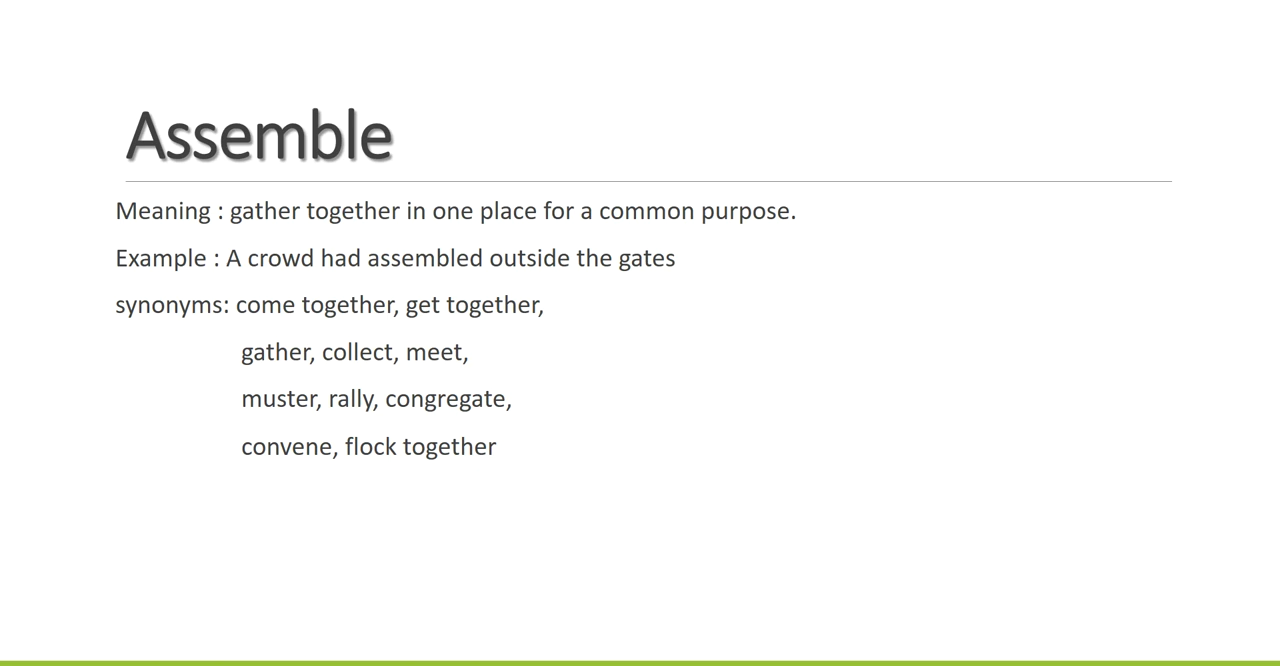 Assemble
Meaning : gather together in one place for a common purpose.
Example : A crowd had assembled outside the gates
synonyms: come together, get together,
gather, collect, meet,
muster, rally, congregate,
convene, flock together